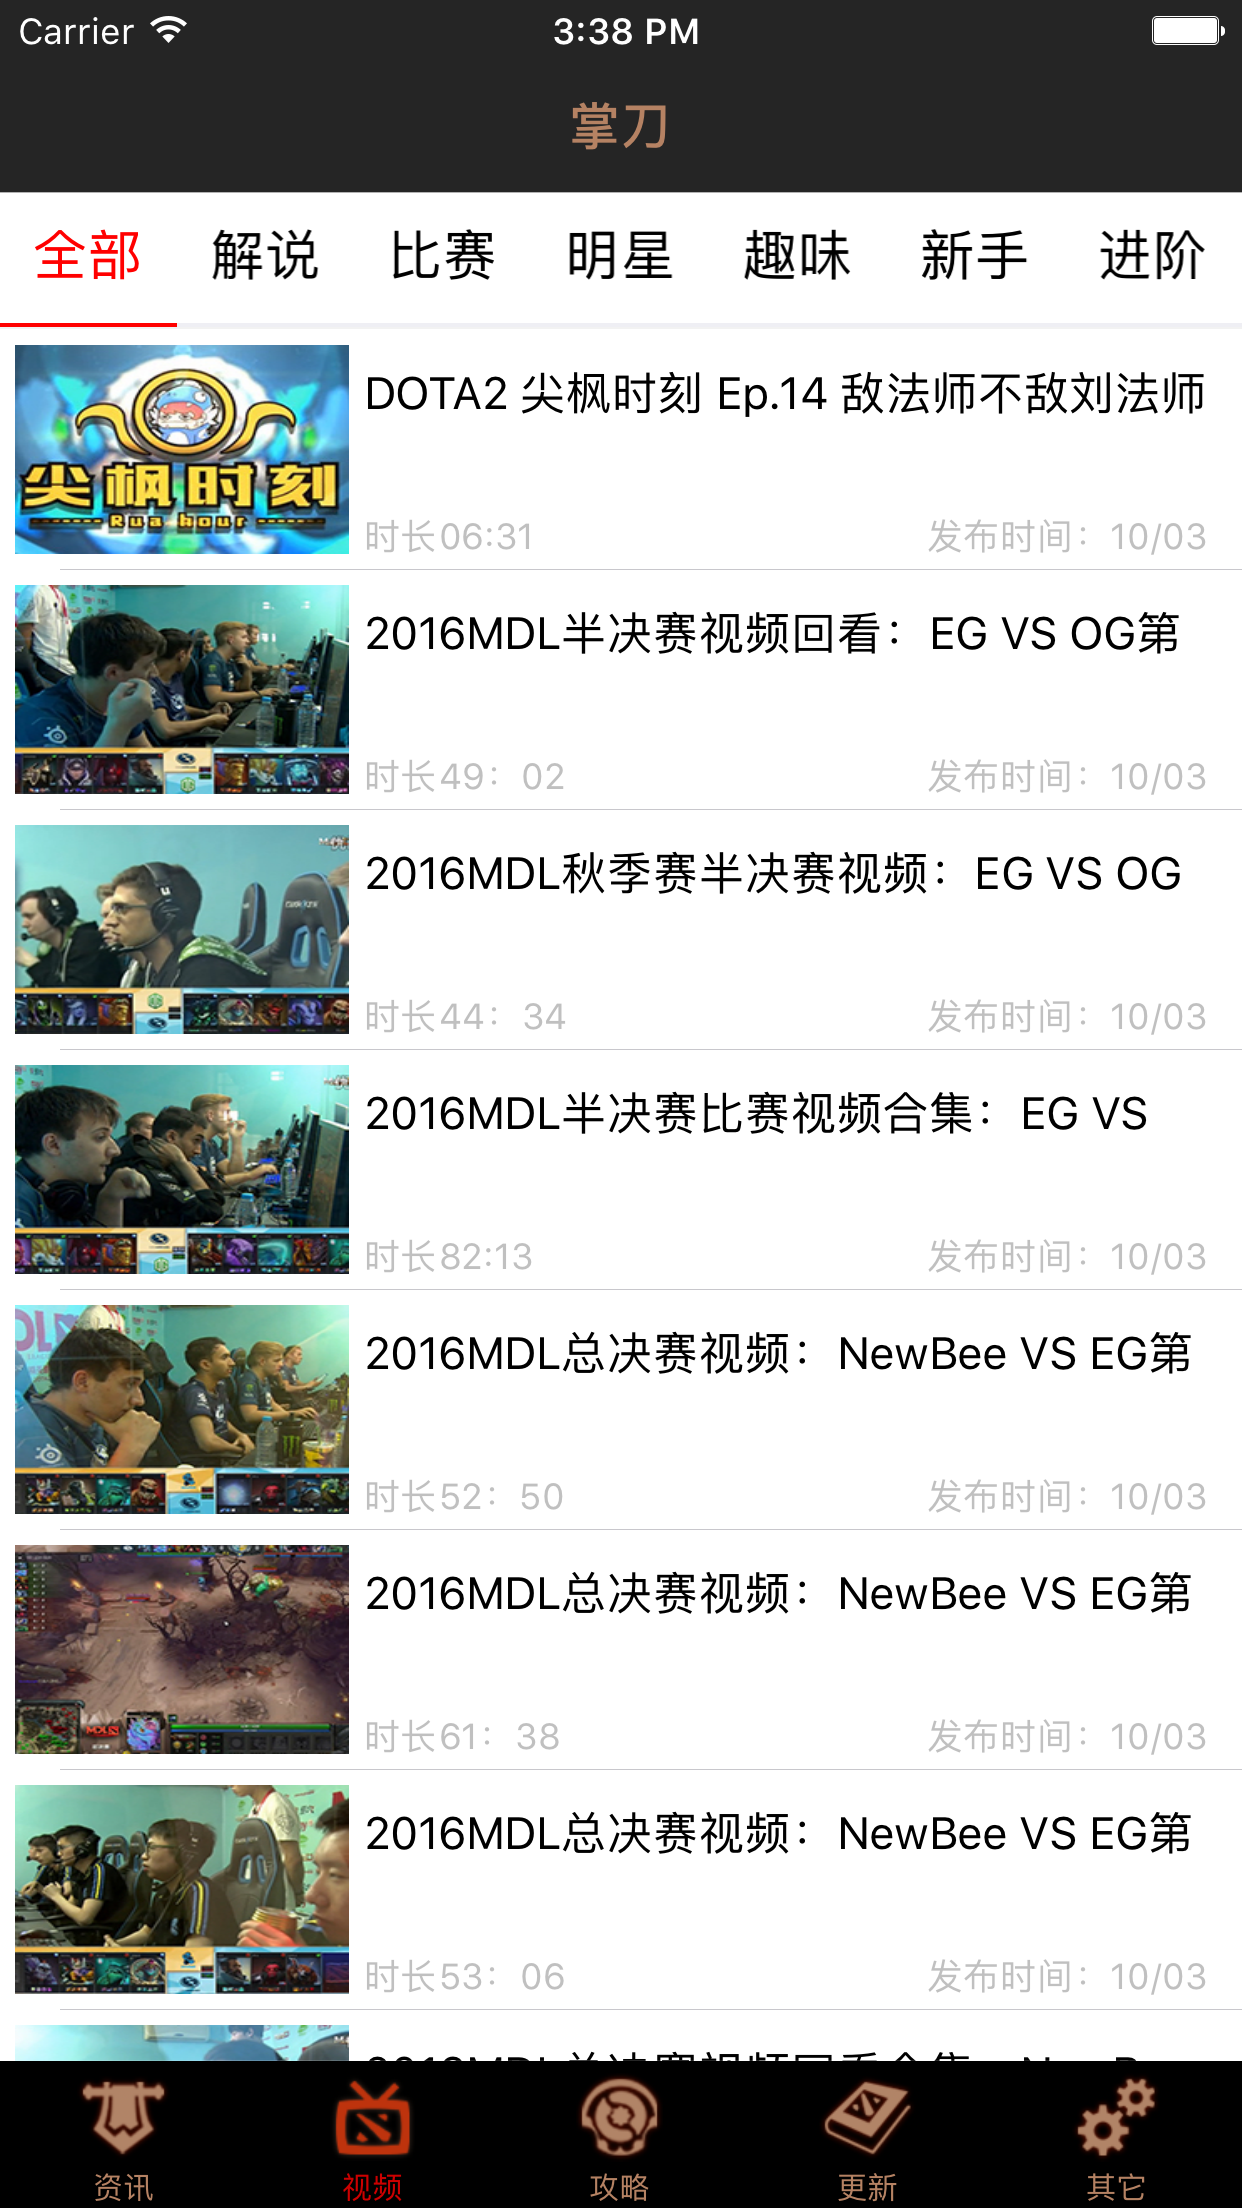 Carrier 3:38 PM
掌刀
全部 解说 比赛 明星 趣味 新手 进阶
尖枫时刻
Rua hour
DOTA2 尖枫时刻 Ep.14 敌法师不敌刘法师
时长06:31 发布时间：10/03
2016MDL半决赛视频回看：EG VS OG第
时长49：02 发布时间：10/03
2016MDL秋季赛半决赛视频：EG VS OG
时长44：34 发布时间：10/03
2016MDL半决赛比赛视频合集：EG VS
时长82:13 发布时间：10/03
2016MDL总决赛视频：NewBee VS EG第
时长52：50 发布时间：10/03
2016MDL总决赛视频：NewBee VS EG第
MDL
时长61：38 发布时间：10/03
2016MDL总决赛视频：NewBee VS EG第
时长53：06 发布时间：10/03
资讯 视频 攻略 更新 其它